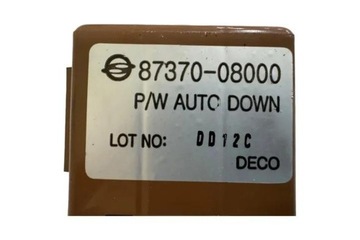 87370-08000
P/W AUTO DOWN
LOT NO: DD12C
DECO